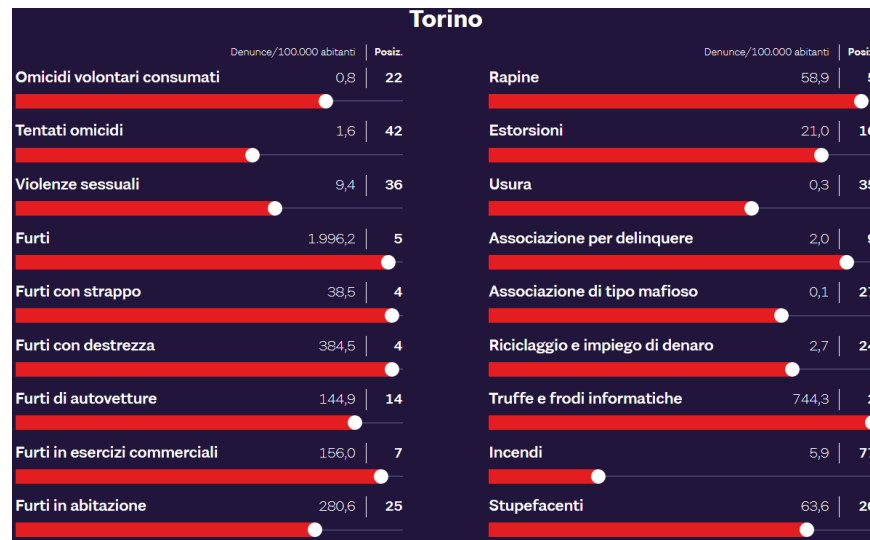 Torino
Denunce/100.000 abitanti Posiz.
Omicidi volontari consumati 0,8 22
Tentati omicidi 1,6 42
Violenze sessuali 9,4 36
Furti 1.996,2 5
Furti con strappo 38,5 4
Furti con destrezza 384,5 4
Furti di autovetture 144,9 14
Furti in esercizi commerciali 156,0 7
Furti in abitazione 280,6 25
Denunce/100.000 abitanti
Rapine 58,9
Estorsioni 21,0
Usura 0,3
Associazione per delinquere 2,0
Associazione di tipo mafioso 0,1
Riciclaggio e impiego di denaro 2,7
Truffe e frodi informatiche 744,3
Incendi 5,9
Stupefacenti 63,6